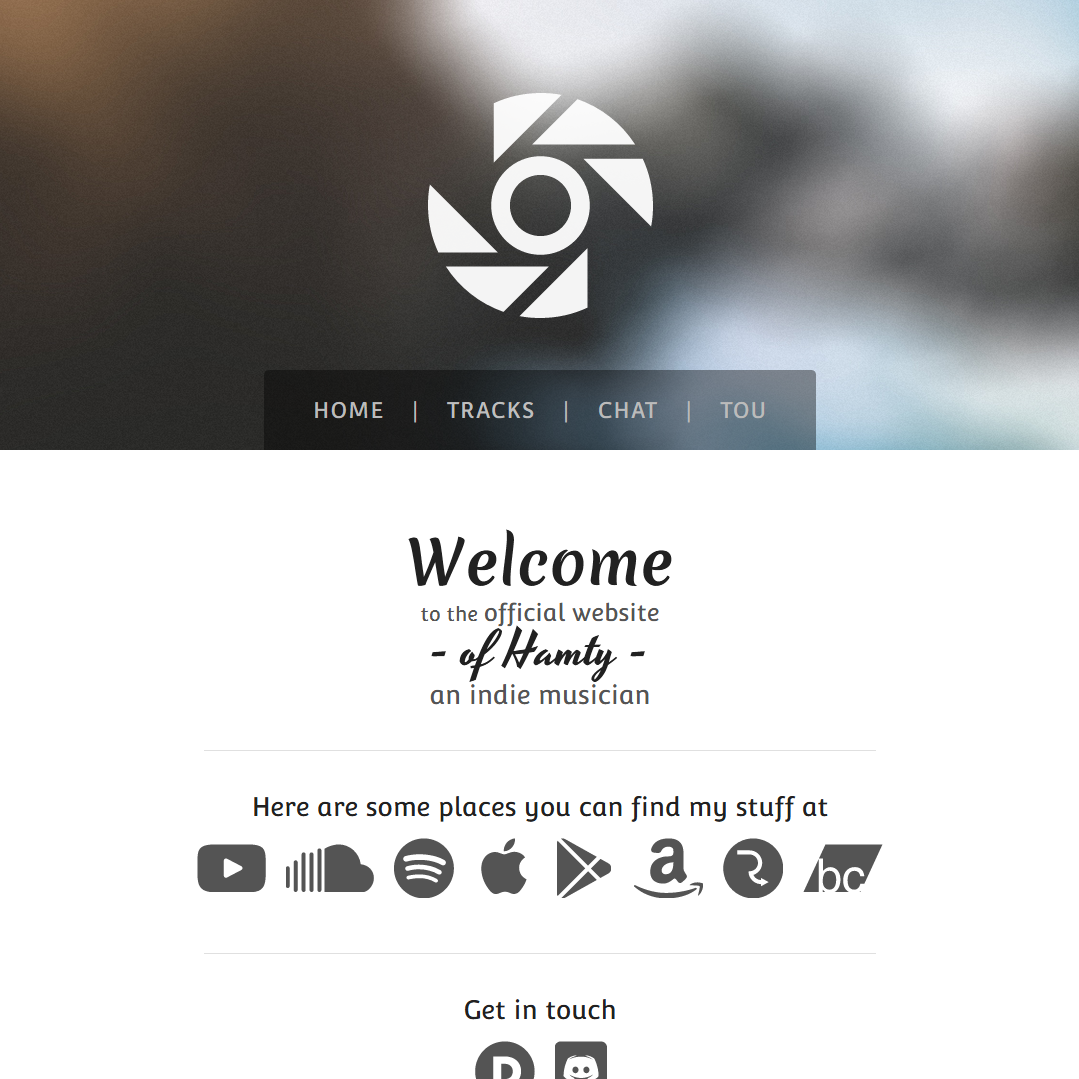 HOME | TRACKS | CHAT | TOU
Welcome
to the official website
- of Hamty -
an indie musician
Here are some places you can find my stuff at
a
bc
Get in touch